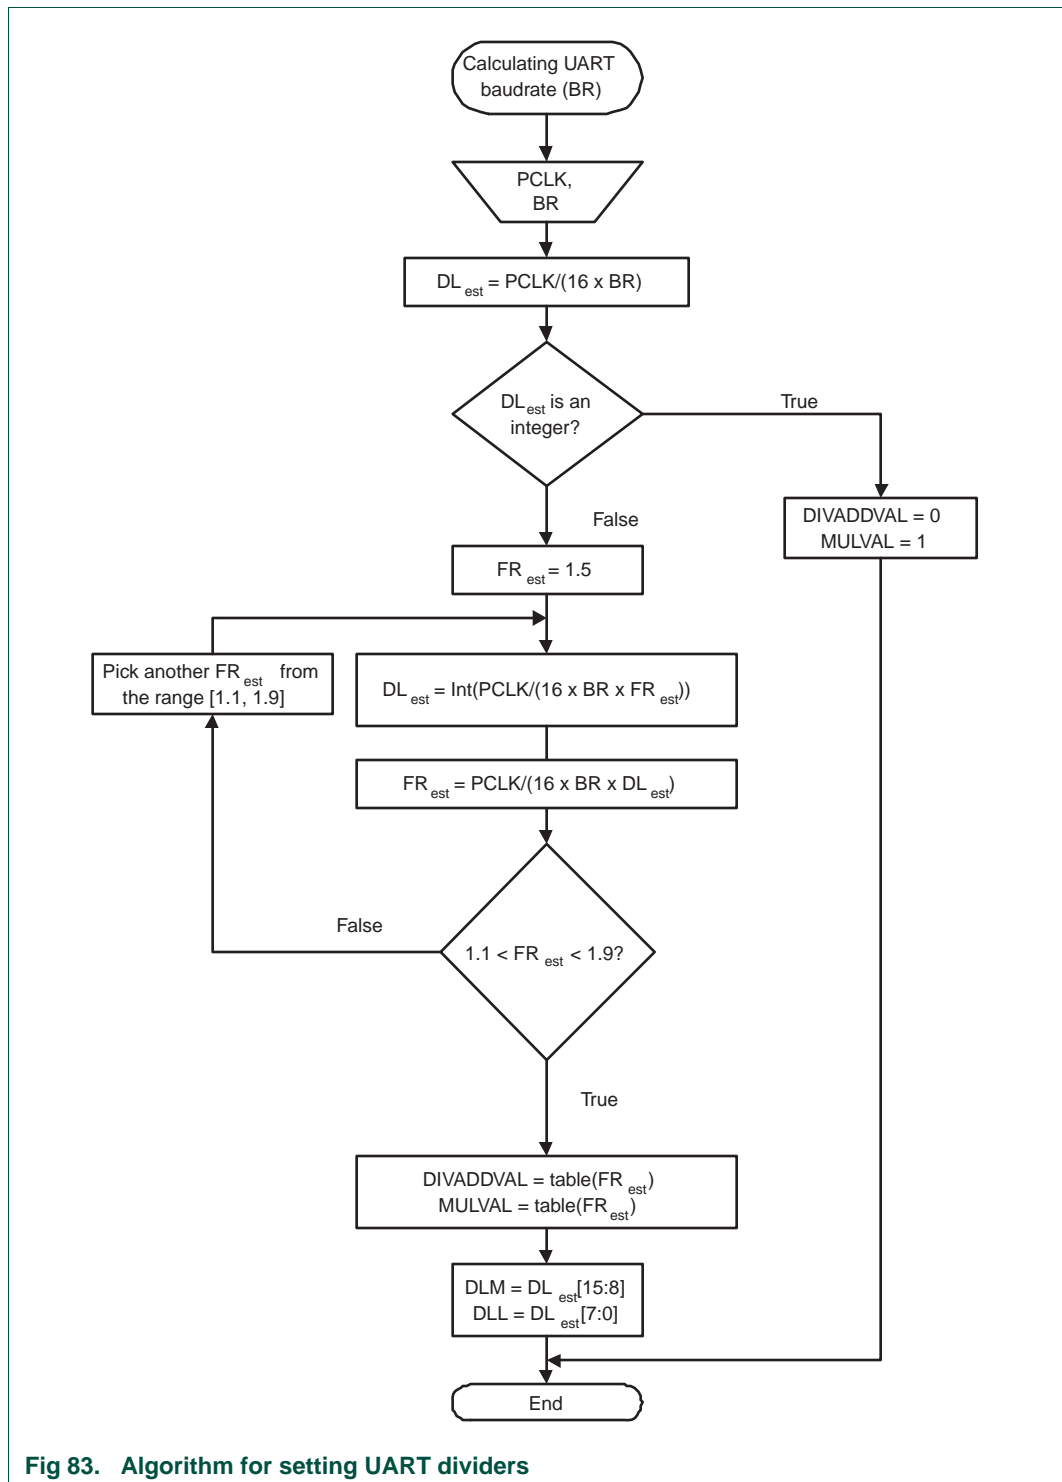 Calculating UART
baudrate (BR)
PCLK,
BR
DL est = PCLK/(16 x BR)
DL est is an
integer?
True
False
DIVADDVAL = 0
MULVAL = 1
FR est = 1.5
Pick another FR est from
the range [1.1, 1.9]
DL est = Int(PCLK/(16 x BR x FR est))
FR est = PCLK/(16 x BR x DL est)
False
1.1 < FR est < 1.9?
True
DIVADDVAL = table(FR est)
MULVAL = table(FR est)
DLM = DL est [15:8]
DLL = DL est [7:0]
End
Fig 83. Algorithm for setting UART dividers